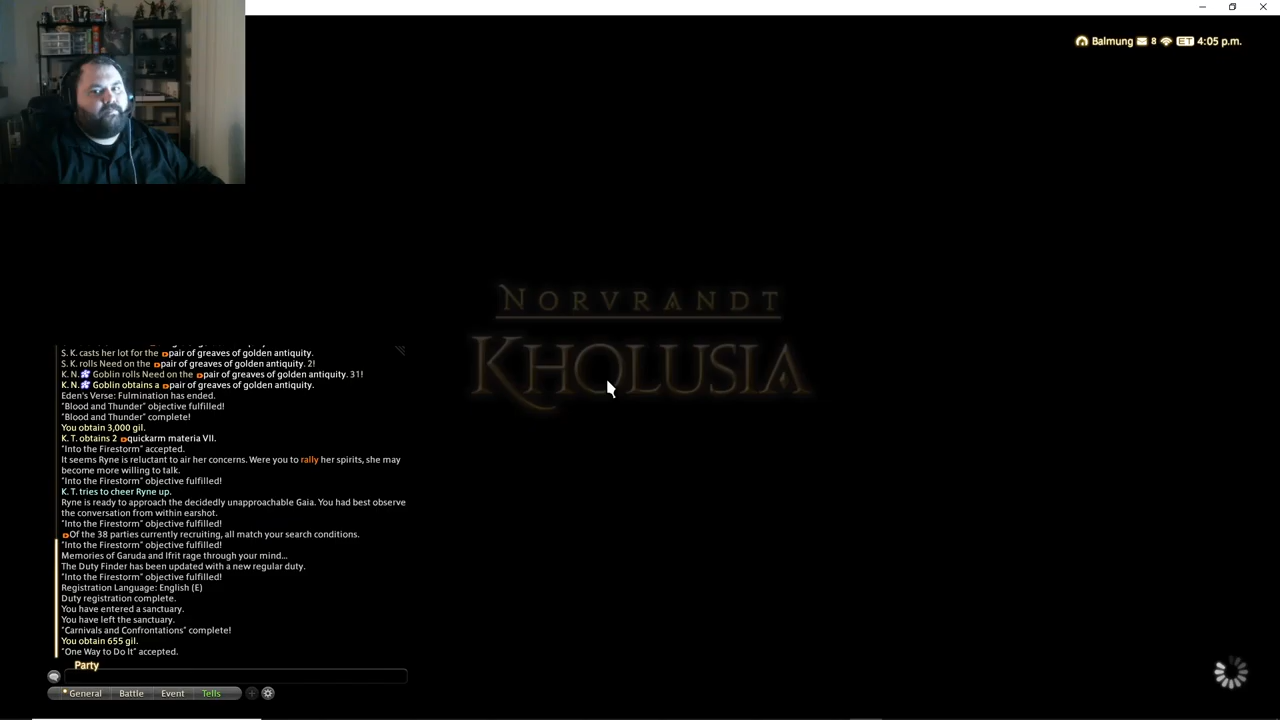 Balmung 8 ET 4:05 p.m.
NORVRANDT
KHOLUSIA
S. K. casts her lot for the pair of greaves of golden antiquity.
S. K. rolls Need on the pair of greaves of golden antiquity. 2!
K. N. Goblin rolls Need on the pair of greaves of golden antiquity. 31!
K. N. Goblin obtains a pair of greaves of golden antiquity.
Eden's Verse: Fulmination has ended.
"Blood and Thunder" objective fulfilled!
"Blood and Thunder" complete!
You obtain 3,000 gil.
K. T. obtains 2 quickarm materia VII.
"Into the Firestorm" accepted.
It seems Ryne is reluctant to air her concerns. Were you to rally her spirits, she may
become more willing to talk.
"Into the Firestorm" objective fulfilled!
K. T. tries to cheer Ryne up.
Ryne is ready to approach the decidedly unapproachable Gaia. You had best observe
the conversation from within earshot.
"Into the Firestorm" objective fulfilled!
Of the 38 parties currently recruiting, all match your search conditions.
"Into the Firestorm" objective fulfilled!
Memories of Garuda and Ifrit rage through your mind...
The Duty Finder has been updated with a new regular duty.
"Into the Firestorm" objective fulfilled!
Registration Language: English (E)
Duty registration complete.
You have entered a sanctuary.
You have left the sanctuary.
"Carnivals and Confrontations" complete!
You obtain 655 gil.
"One Way to Do It" accepted.
Party
General Battle Event Tells